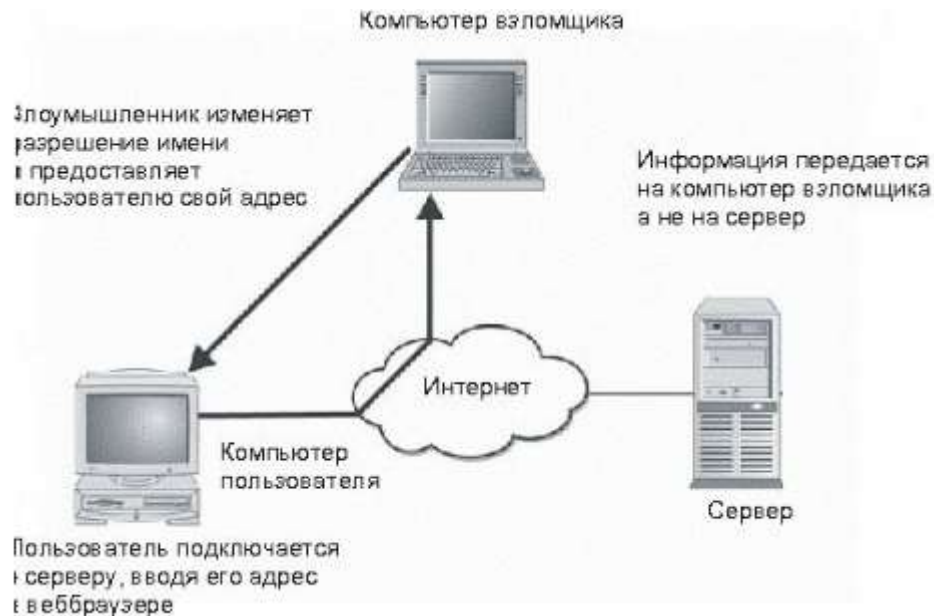 Компьютер взломщика
лоумышленник изменяет
разрешение имени
и предоставляет
пользователю свой адрес
Информация передается
на компьютер взломщика
а не на сервер
Интернет
Компьютер
пользователя
Сервер
Пользователь подключается
к серверу, вводя его адрес
в веббраузере